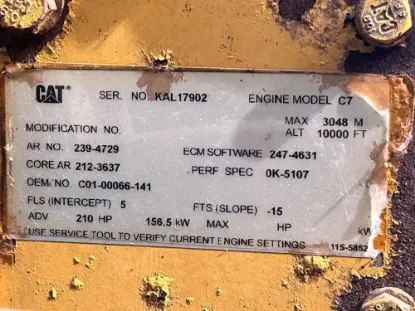 CAT® SER. NO. KAL17902 ENGINE MODEL C7
MAX 3048 M
MODIFICATION NO. ALT 10000 FT
AR NO. 239-4729 ECM SOFTWARE 247-4631
CORE AR 212-3637 PERF SPEC 0K-5107
OEM NO. C01-00066-141
FLS (INTERCEPT) 5 FTS (SLOPE) -15
ADV 210 HP 156.5 kW MAX HP kW
USE SERVICE TOOL TO VERIFY CURRENT ENGINE SETTINGS 115-5852